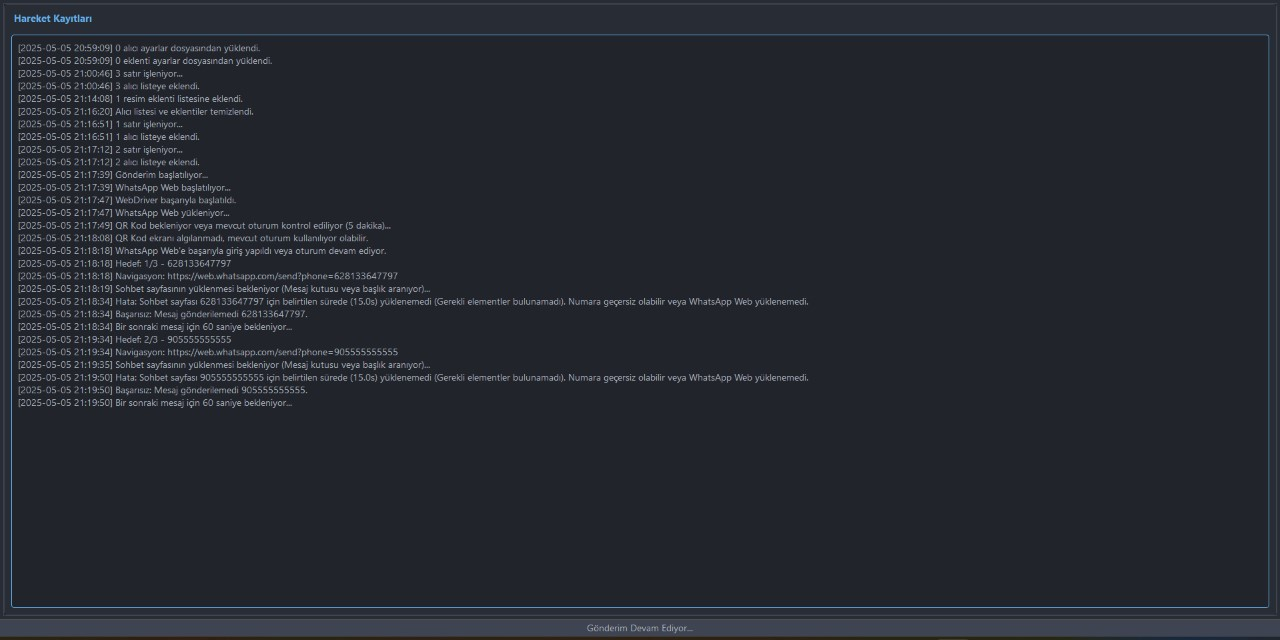 Hareket Kayıtları
[2025-05-05 20:59:09] 0 alıcı ayarlar dosyasından yüklendi.
[2025-05-05 20:59:09] 0 eklenti ayarlar dosyasından yüklendi.
[2025-05-05 21:00:46] 3 satır işleniyor...
[2025-05-05 21:00:46] 3 alıcı listeye eklendi.
[2025-05-05 21:14:08] 1 resim eklenti listesine eklendi.
[2025-05-05 21:16:20] Alıcı listesi ve eklentiler temizlendi.
[2025-05-05 21:16:51] 1 satır işleniyor...
[2025-05-05 21:16:51] 1 alıcı listeye eklendi.
[2025-05-05 21:17:12] 2 satır işleniyor...
[2025-05-05 21:17:12] 2 alıcı listeye eklendi.
[2025-05-05 21:17:39] Gönderim başlatılıyor...
[2025-05-05 21:17:39] WhatsApp Web başlatılıyor...
[2025-05-05 21:17:47] WebDriver başarıyla başlatıldı.
[2025-05-05 21:17:47] WhatsApp Web yükleniyor...
[2025-05-05 21:17:49] QR Kod bekleniyor veya mevcut oturum kontrol ediliyor (5 dakika)...
[2025-05-05 21:18:08] QR Kod ekranı algılanmadı, mevcut oturum kullanılıyor olabilir.
[2025-05-05 21:18:18] WhatsApp Web'e başarıyla giriş yapıldı veya oturum devam ediyor.
[2025-05-05 21:18:18] Hedef: 1/3 - 628133647797
[2025-05-05 21:18:18] Navigasyon: https://web.whatsapp.com/send?phone=628133647797
[2025-05-05 21:18:19] Sohbet sayfasının yüklenmesi bekleniyor (Mesaj kutusu veya başlık aranıyor)...
[2025-05-05 21:18:34] Hata: Sohbet sayfası 628133647797 için belirtilen sürede (15.0s) yüklenemedi (Gerekli elementler bulunamadı). Numara geçersiz olabilir veya WhatsApp Web yüklenemedi.
[2025-05-05 21:18:34] Başarısız: Mesaj gönderilemedi 628133647797.
[2025-05-05 21:18:34] Bir sonraki mesaj için 60 saniye bekleniyor...
[2025-05-05 21:19:34] Hedef: 2/3 - 905555555555
[2025-05-05 21:19:34] Navigasyon: https://web.whatsapp.com/send?phone=905555555555
[2025-05-05 21:19:35] Sohbet sayfasının yüklenmesi bekleniyor (Mesaj kutusu veya başlık aranıyor)...
[2025-05-05 21:19:50] Hata: Sohbet sayfası 905555555555 için belirtilen sürede (15.0s) yüklenemedi (Gerekli elementler bulunamadı). Numara geçersiz olabilir veya WhatsApp Web yüklenemedi.
[2025-05-05 21:19:50] Başarısız: Mesaj gönderilemedi 905555555555.
[2025-05-05 21:19:50] Bir sonraki mesaj için 60 saniye bekleniyor...
Gönderim Devam Ediyor...